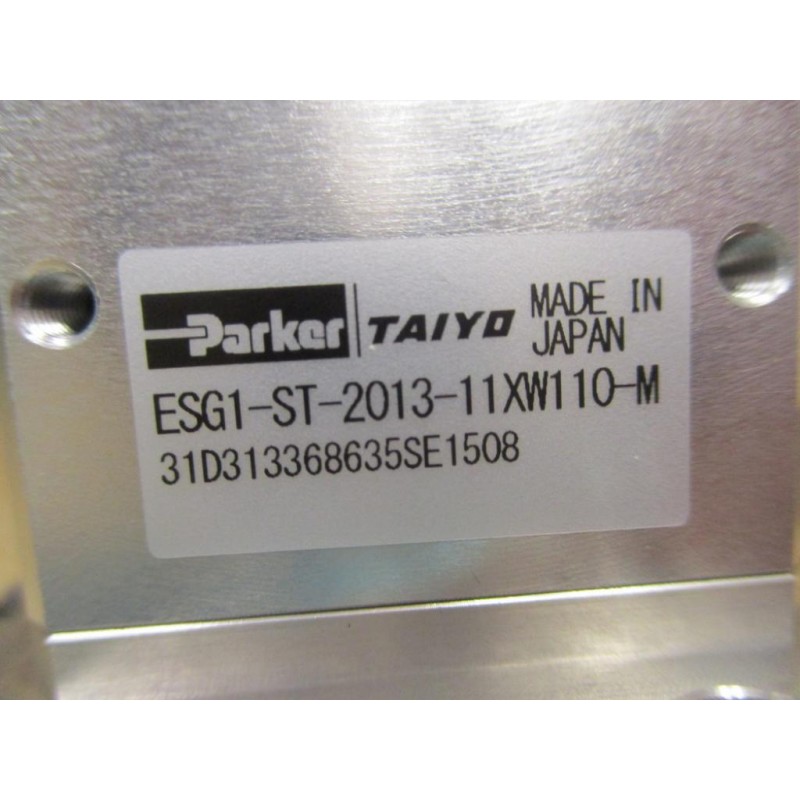 Parker TAIYO MADE IN JAPAN
ESG1-ST-2013-11XW110-M
31D313368635SE1508